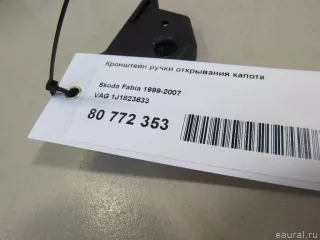 Кронштейн ручки открывания капота
Skoda Fabia 1999-2007
VAG 1J1823633
80 772 353
© eaural.ru